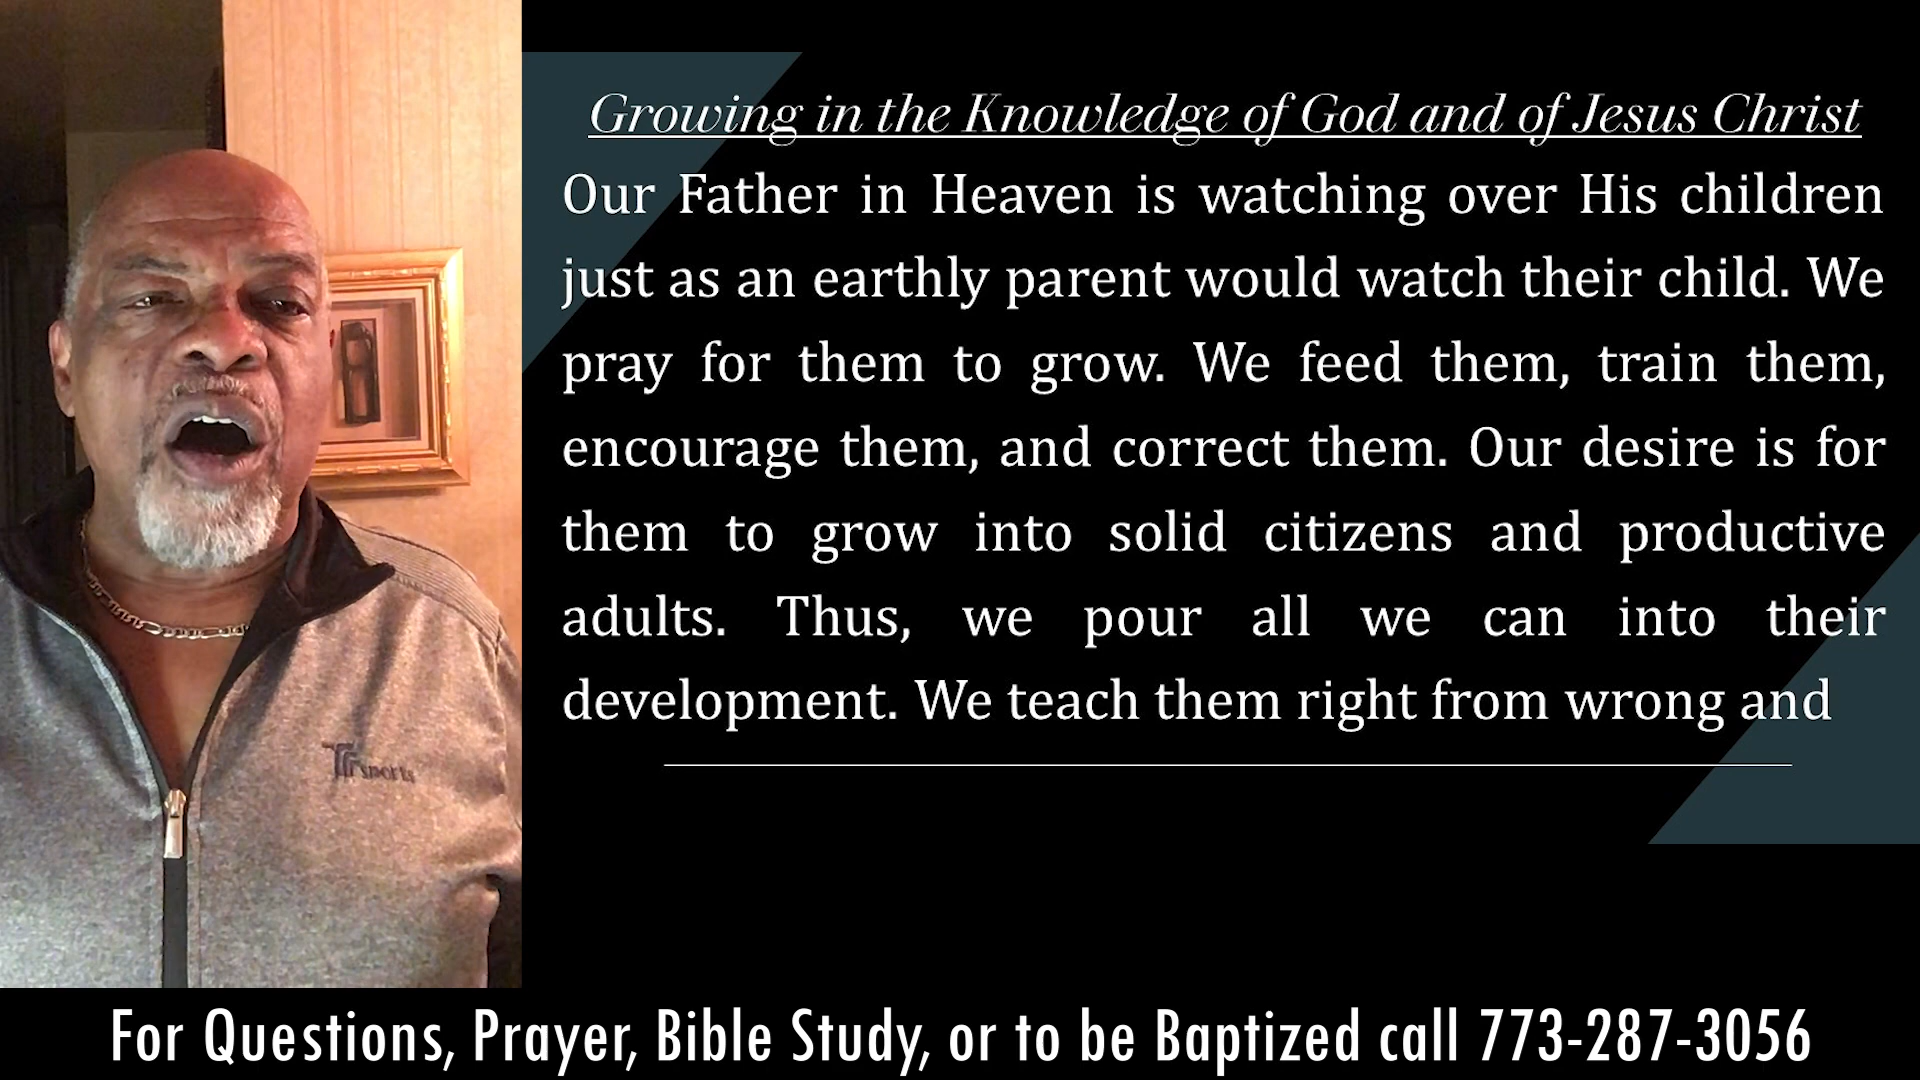 Growing in the Knowledge of God and of Jesus Christ
Our Father in Heaven is watching over His children
just as an earthly parent would watch their child. We
pray for them to grow. We feed them, train them,
encourage them, and correct them. Our desire is for
them to grow into solid citizens and productive
adults. Thus, we pour all we can into their
development. We teach them right from wrong and
sports
For Questions, Prayer, Bible Study, or to be Baptized call 773-287-3056